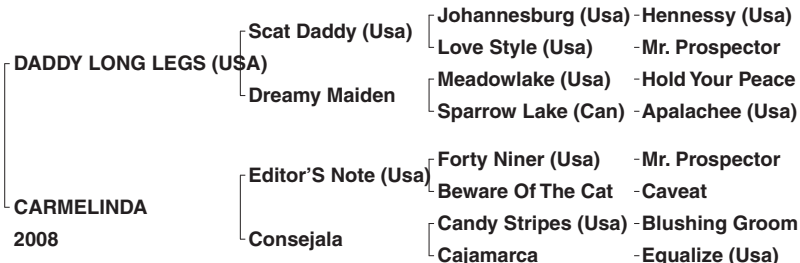 Johannesburg (Usa) - Hennessy (Usa)
Scat Daddy (Usa)
Love Style (Usa) - Mr. Prospector
DADDY LONG LEGS (USA)
Meadowlake (Usa) - Hold Your Peace
Dreamy Maiden
Sparrow Lake (Can) - Apalachee (Usa)
Forty Niner (Usa) - Mr. Prospector
Editor'S Note (Usa)
Beware Of The Cat - Caveat
CARMELINDA
Candy Stripes (Usa) - Blushing Groom
2008
Consejala
Cajamarca - Equalize (Usa)